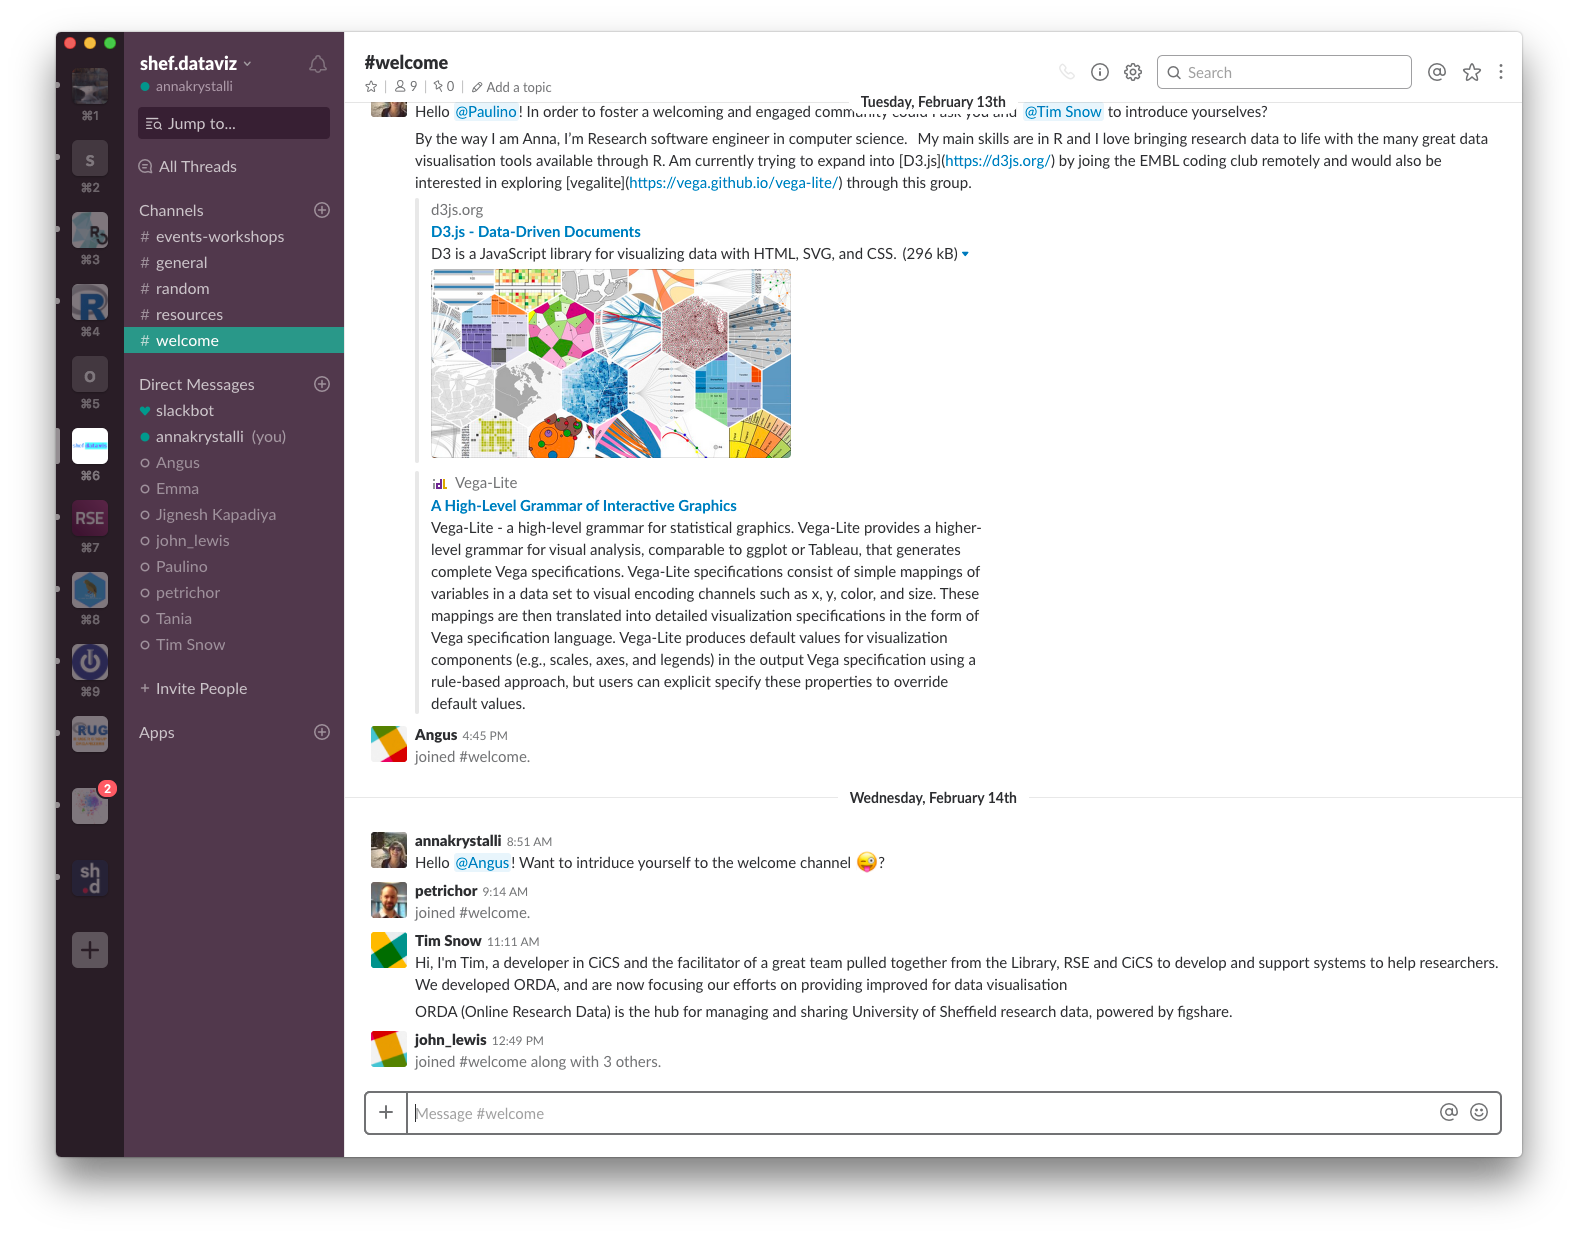 shef.dataviz
annakrystalli
Jump to...
All Threads
Channels
# events-workshops
# general
# random
# resources
# welcome
Direct Messages
slackbot
annakrystalli (you)
Angus
Emma
Jignesh Kapadiya
john_lewis
Paulino
petrichor
Tania
Tim Snow
+ Invite People
Apps
⌘1
S
⌘2
R
⌘3
R
⌘4
O
⌘5
⌘6
RSE
⌘7
⌘8
⌘9
RUG
2
sh
.d
#welcome
9
0
Add a topic
Search
Tuesday, February 13th
Hello @Paulino! In order to foster a welcoming and engaged community could I ask you and @Tim Snow to introduce yourselves?
By the way I am Anna, I'm Research software engineer in computer science. My main skills are in R and I love bringing research data to life with the many great data
visualisation tools available through R. Am currently trying to expand into [D3.js](https://d3js.org/) by joining the EMBL coding club remotely and would also be
interested in exploring [vegalite](https://vega.github.io/vega-lite/) through this group.
d3js.org
D3.js - Data-Driven Documents
D3 is a JavaScript library for visualizing data with HTML, SVG, and CSS. (296 kB)
Vega-Lite
A High-Level Grammar of Interactive Graphics
Vega-Lite - a high-level grammar for statistical graphics. Vega-Lite provides a higher-
level grammar for visual analysis, comparable to ggplot or Tableau, that generates
complete Vega specifications. Vega-Lite specifications consist of simple mappings of
variables in a data set to visual encoding channels such as x, y, color, and size. These
mappings are then translated into detailed visualization specifications in the form of
Vega specification language. Vega-Lite produces default values for visualization
components (e.g., scales, axes, and legends) in the output Vega specification using a
rule-based approach, but users can explicit specify these properties to override
default values.
Angus 4:45 PM
joined #welcome.
Wednesday, February 14th
annakrystalli 8:51 AM
Hello @Angus! Want to intriduce yourself to the welcome channel 😜?
petrichor 9:14 AM
joined #welcome.
Tim Snow 11:11 AM
Hi, I'm Tim, a developer in CiCS and the facilitator of a great team pulled together from the Library, RSE and CiCS to develop and support systems to help researchers.
We developed ORDA, and are now focusing our efforts on providing improved for data visualisation
ORDA (Online Research Data) is the hub for managing and sharing University of Sheffield research data, powered by figshare.
john_lewis 12:49 PM
joined #welcome along with 3 others.
Message #welcome